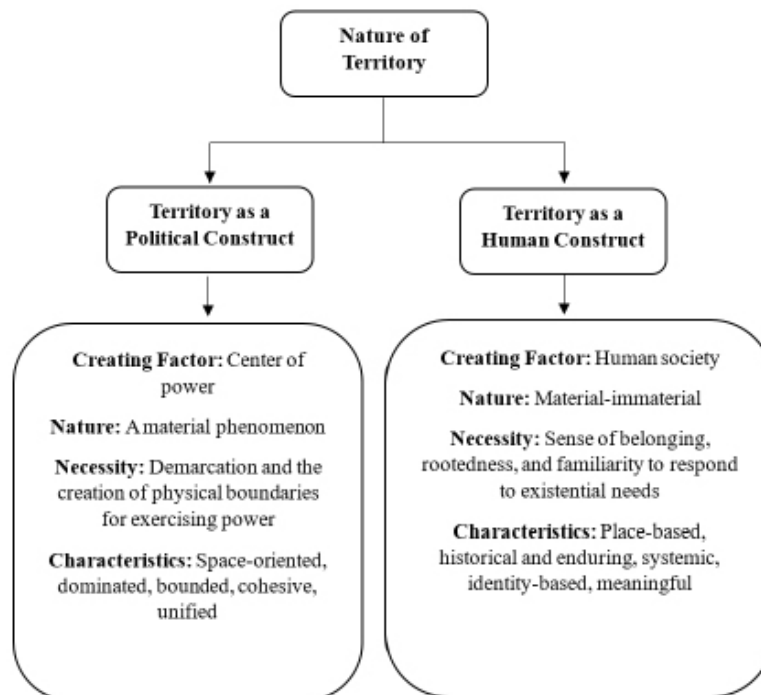 Nature of
Territory
Territory as a
Political Construct
Territory as a
Human Construct
Creating Factor: Center of
power
Nature: A material phenomenon
Necessity: Demarcation and the
creation of physical boundaries
for exercising power
Characteristics: Space-oriented,
dominated, bounded, cohesive,
unified
Creating Factor: Human society
Nature: Material-immaterial
Necessity: Sense of belonging,
rootedness, and familiarity to respond
to existential needs
Characteristics: Place-based,
historical and enduring, systemic,
identity-based, meaningful